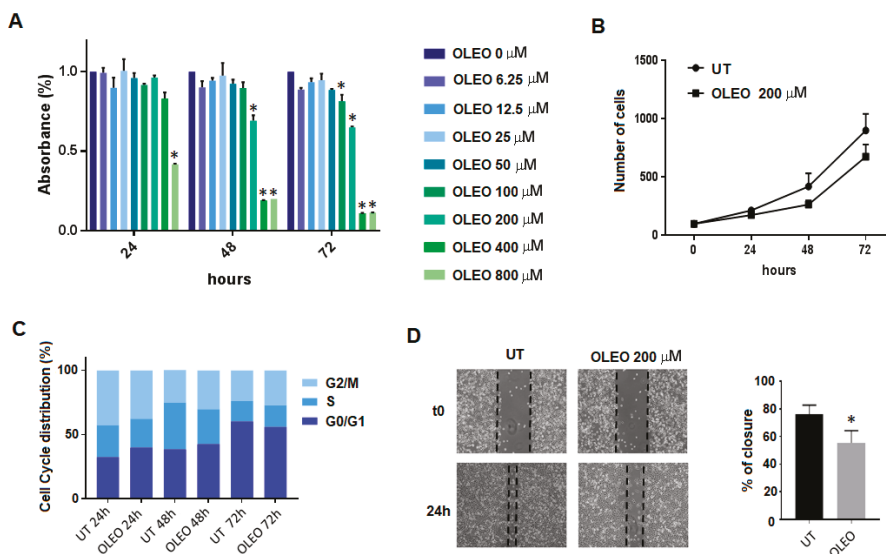 A
Absorbance (%)
1.0
0.5
0.0
* ** * ** * *
24
48
72
hours
OLEO 0 μM
OLEO 6.25 μM
OLEO 12.5 μM
OLEO 25 μM
OLEO 50 μM
OLEO 100 μM
OLEO 200 μM
OLEO 400 μM
OLEO 800 μM
B
Number of cells
1500
1000
500
0
UT
OLEO 200 μM
0
24
48
72
hours
C
Cell Cycle distribution (%)
100
50
0
G2/M
S
G0/G1
UT 24h
OLEO 24h
UT 48h
OLEO 48h
UT 72h
OLEO 72h
D
UT
OLEO 200 μM
t0
24h
% of closure
100
80
60
40
20
0
*
UT
OLEO